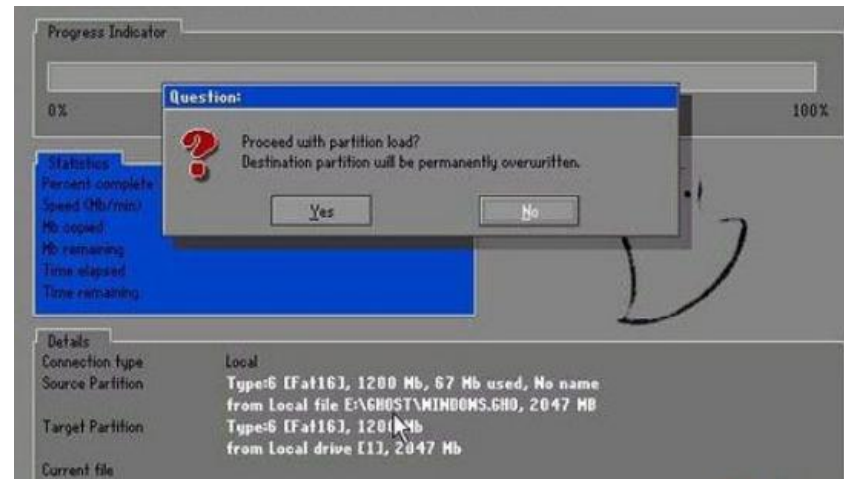 Progress Indicator
0%
100%
Question:
Proceed with partition load?
Destination partition will be permanently overwritten.
Yes
No
Statistics
Percent complete
Speed (Mb/min)
Mb copied
Mb remaining
Time elapsed
Time remaining
Details
Connection type Local
Source Partition Type:6 [Fat16], 1200 Mb, 67 Mb used, No name
from Local file E:\GHOST\WINDOWS.GHO, 2047 MB
Target Partition Type:6 [Fat16], 1200 Mb
from Local drive [1], 2047 Mb
Current file